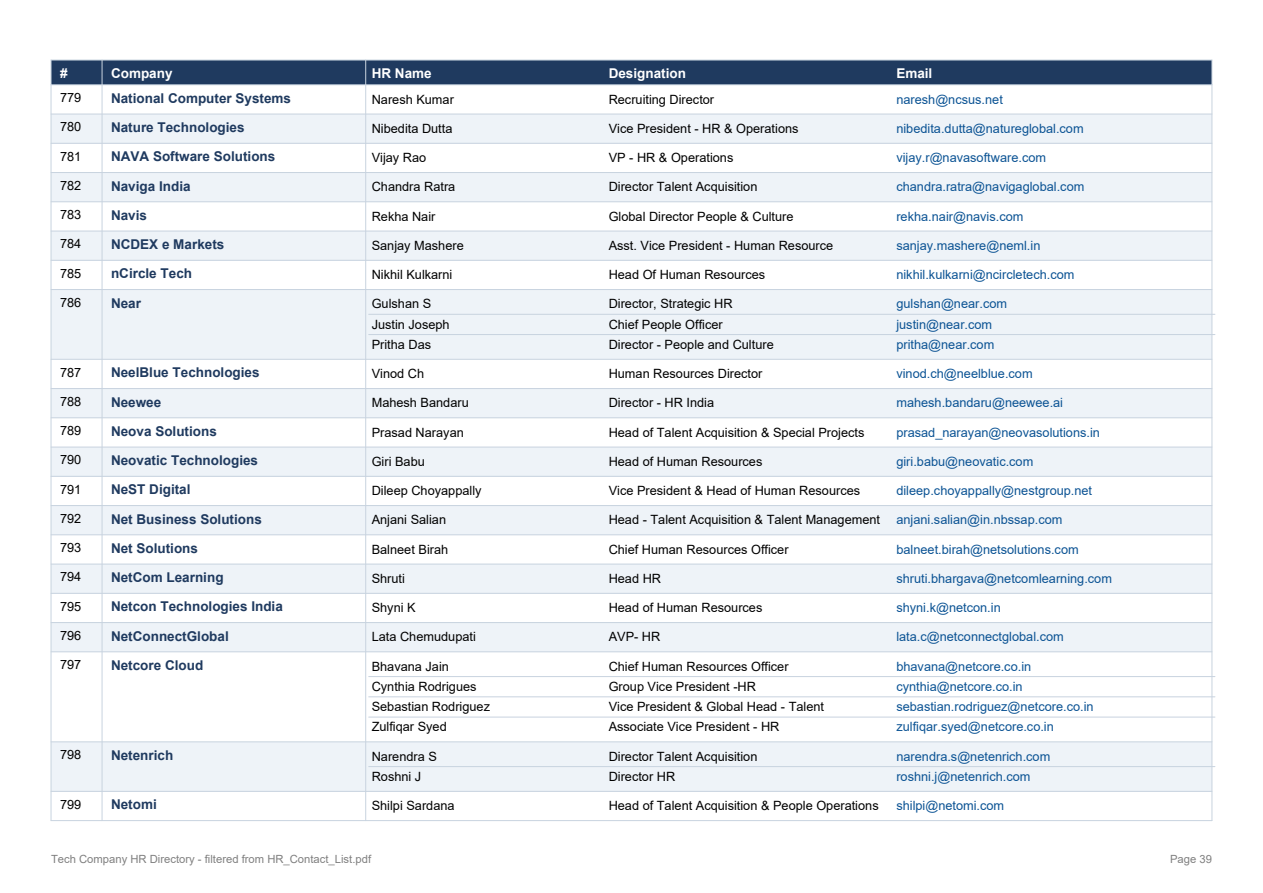 # Company HR Name Designation Email
779 National Computer Systems Naresh Kumar Recruiting Director naresh@ncsus.net
780 Nature Technologies Nibedita Dutta Vice President - HR & Operations nibedita.dutta@natureglobal.com
781 NAVA Software Solutions Vijay Rao VP - HR & Operations vijay.r@navasoftware.com
782 Naviga India Chandra Ratra Director Talent Acquisition chandra.ratra@navigaglobal.com
783 Navis Rekha Nair Global Director People & Culture rekha.nair@navis.com
784 NCDEX e Markets Sanjay Mashere Asst. Vice President - Human Resource sanjay.mashere@neml.in
785 nCircle Tech Nikhil Kulkarni Head Of Human Resources nikhil.kulkarni@ncircletech.com
786 Near Gulshan S Director, Strategic HR gulshan@near.com
Justin Joseph Chief People Officer justin@near.com
Pritha Das Director - People and Culture pritha@near.com
787 NeelBlue Technologies Vinod Ch Human Resources Director vinod.ch@neelblue.com
788 Neewee Mahesh Bandaru Director - HR India mahesh.bandaru@neewee.ai
789 Neova Solutions Prasad Narayan Head of Talent Acquisition & Special Projects prasad_narayan@neovasolutions.in
790 Neovatic Technologies Giri Babu Head of Human Resources giri.babu@neovatic.com
791 NeST Digital Dileep Choyappally Vice President & Head of Human Resources dileep.choyappally@nestgroup.net
792 Net Business Solutions Anjani Salian Head - Talent Acquisition & Talent Management anjani.salian@in.nbssap.com
793 Net Solutions Balneet Birah Chief Human Resources Officer balneet.birah@netsolutions.com
794 NetCom Learning Shruti Head HR shruti.bhargava@netcomlearning.com
795 Netcon Technologies India Shyni K Head of Human Resources shyni.k@netcon.in
796 NetConnectGlobal Lata Chemudupati AVP- HR lata.c@netconnectglobal.com
797 Netcore Cloud Bhavana Jain Chief Human Resources Officer bhavana@netcore.co.in
Cynthia Rodrigues Group Vice President -HR cynthia@netcore.co.in
Sebastian Rodriguez Vice President & Global Head - Talent sebastian.rodriguez@netcore.co.in
Zulfiqar Syed Associate Vice President - HR zulfiqar.syed@netcore.co.in
798 Netenrich Narendra S Director Talent Acquisition narendra.s@netenrich.com
Roshni J Director HR roshni.j@netenrich.com
799 Netomi Shilpi Sardana Head of Talent Acquisition & People Operations shilpi@netomi.com
Tech Company HR Directory - filtered from HR_Contact_List.pdf Page 39